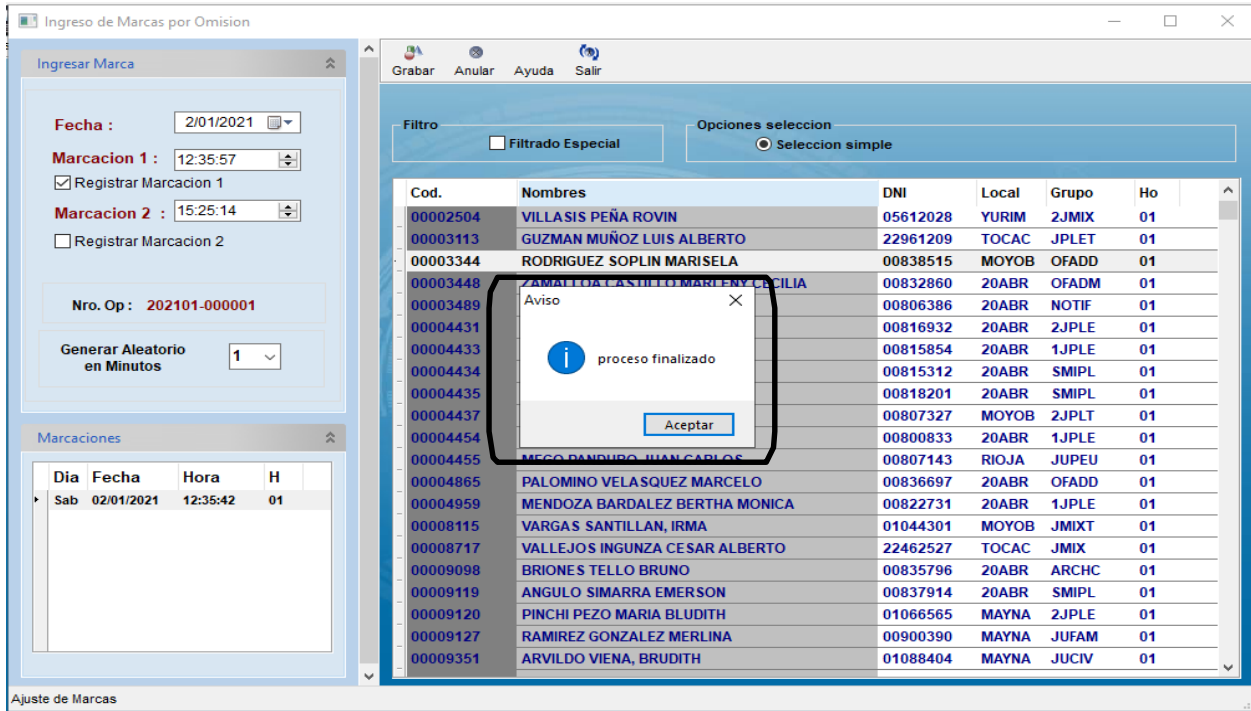 Ingreso de Marcas por Omision
Ingresar Marca
Fecha : 2/01/2021
Marcacion 1 : 12:35:57
Registrar Marcacion 1
Marcacion 2 : 15:25:14
Registrar Marcacion 2
Nro. Op : 202101-000001
Generar Aleatorio
en Minutos 1
Marcaciones
Dia Fecha Hora H
Sab 02/01/2021 12:35:42 01
Grabar Anular Ayuda Salir
Filtro
Filtrado Especial
Opciones seleccion
Seleccion simple
Cod. Nombres DNI Local Grupo Ho
00002504 VILLASIS PEÑA ROVIN 05612028 YURIM 2JMIX 01
00003113 GUZMAN MUÑOZ LUIS ALBERTO 22961209 TOCAC JPLET 01
00003344 RODRIGUEZ SOPLIN MARISELA 00838515 MOYOB OFADD 01
00003448 ZAMALLOA CASTILLO MARLENY CECILIA 00832860 20ABR OFADM 01
00003489 00806386 20ABR NOTIF 01
00004431 00816932 20ABR 2JPLE 01
00004433 00815854 20ABR 1JPLE 01
00004434 00815312 20ABR SMIPL 01
00004435 00818201 20ABR SMIPL 01
00004437 00807327 MOYOB 2JPLT 01
00004454 00800833 20ABR 1JPLE 01
00004455 MEGO PANDURO JUAN CARLOS 00807143 RIOJA JUPEU 01
00004865 PALOMINO VELASQUEZ MARCELO 00836697 20ABR OFADD 01
00004959 MENDOZA BARDALEZ BERTHA MONICA 00822731 20ABR 1JPLE 01
00008115 VARGAS SANTILLAN, IRMA 01044301 MOYOB JMIXT 01
00008717 VALLEJOS INGUNZA CESAR ALBERTO 22462527 TOCAC JMIX 01
00009098 BRIONES TELLO BRUNO 00835796 20ABR ARCHC 01
00009119 ANGULO SIMARRA EMERSON 00837914 20ABR SMIPL 01
00009120 PINCHI PEZO MARIA BLUDITH 01066565 MAYNA 2JPLE 01
00009127 RAMIREZ GONZALEZ MERLINA 00900390 MAYNA JUFAM 01
00009351 ARVILDO VIENA, BRUDITH 01088404 MAYNA JUCIV 01
Aviso
proceso finalizado
Aceptar
Ajuste de Marcas